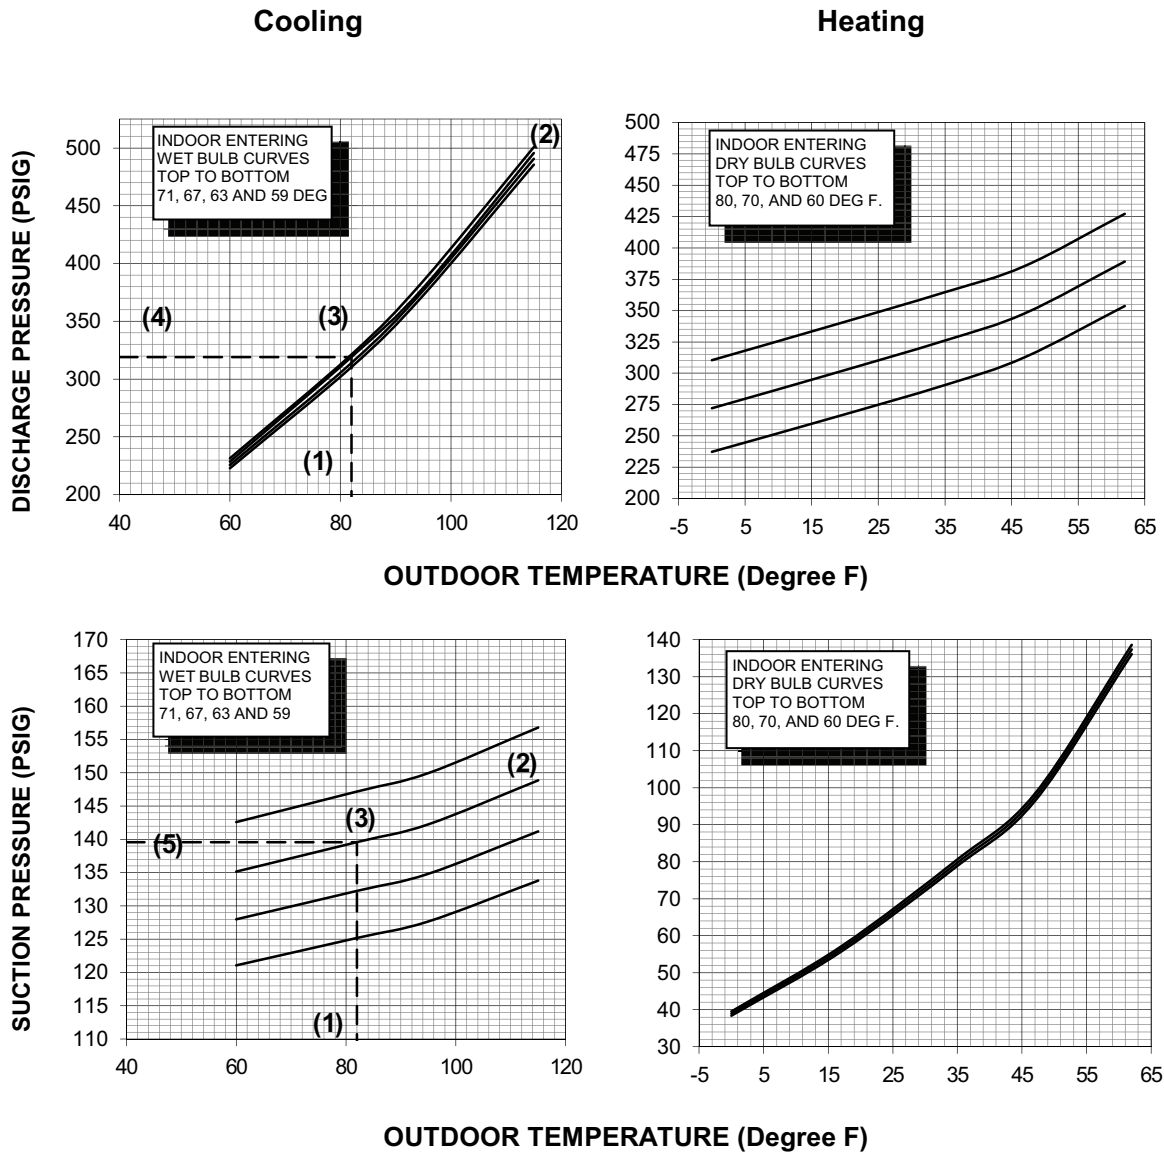 Cooling
Heating
DISCHARGE PRESSURE (PSIG)
500
450
400
350
300
250
200
40 60 80 100 120
INDOOR ENTERING
WET BULB CURVES
TOP TO BOTTOM
71, 67, 63 AND 59 DEG
(2)
(4)
(3)
(1)
500
475
450
425
400
375
350
325
300
275
250
225
200
-5 5 15 25 35 45 55 65
INDOOR ENTERING
DRY BULB CURVES
TOP TO BOTTOM
80, 70, AND 60 DEG F.
OUTDOOR TEMPERATURE (Degree F)
SUCTION PRESSURE (PSIG)
170
165
160
155
150
145
140
135
130
125
120
115
110
40 60 80 100 120
INDOOR ENTERING
WET BULB CURVES
TOP TO BOTTOM
71, 67, 63 AND 59
(2)
(3)
(5)
(1)
140
130
120
110
100
90
80
70
60
50
40
30
-5 5 15 25 35 45 55 65
INDOOR ENTERING
DRY BULB CURVES
TOP TO BOTTOM
80, 70, AND 60 DEG F.
OUTDOOR TEMPERATURE (Degree F)